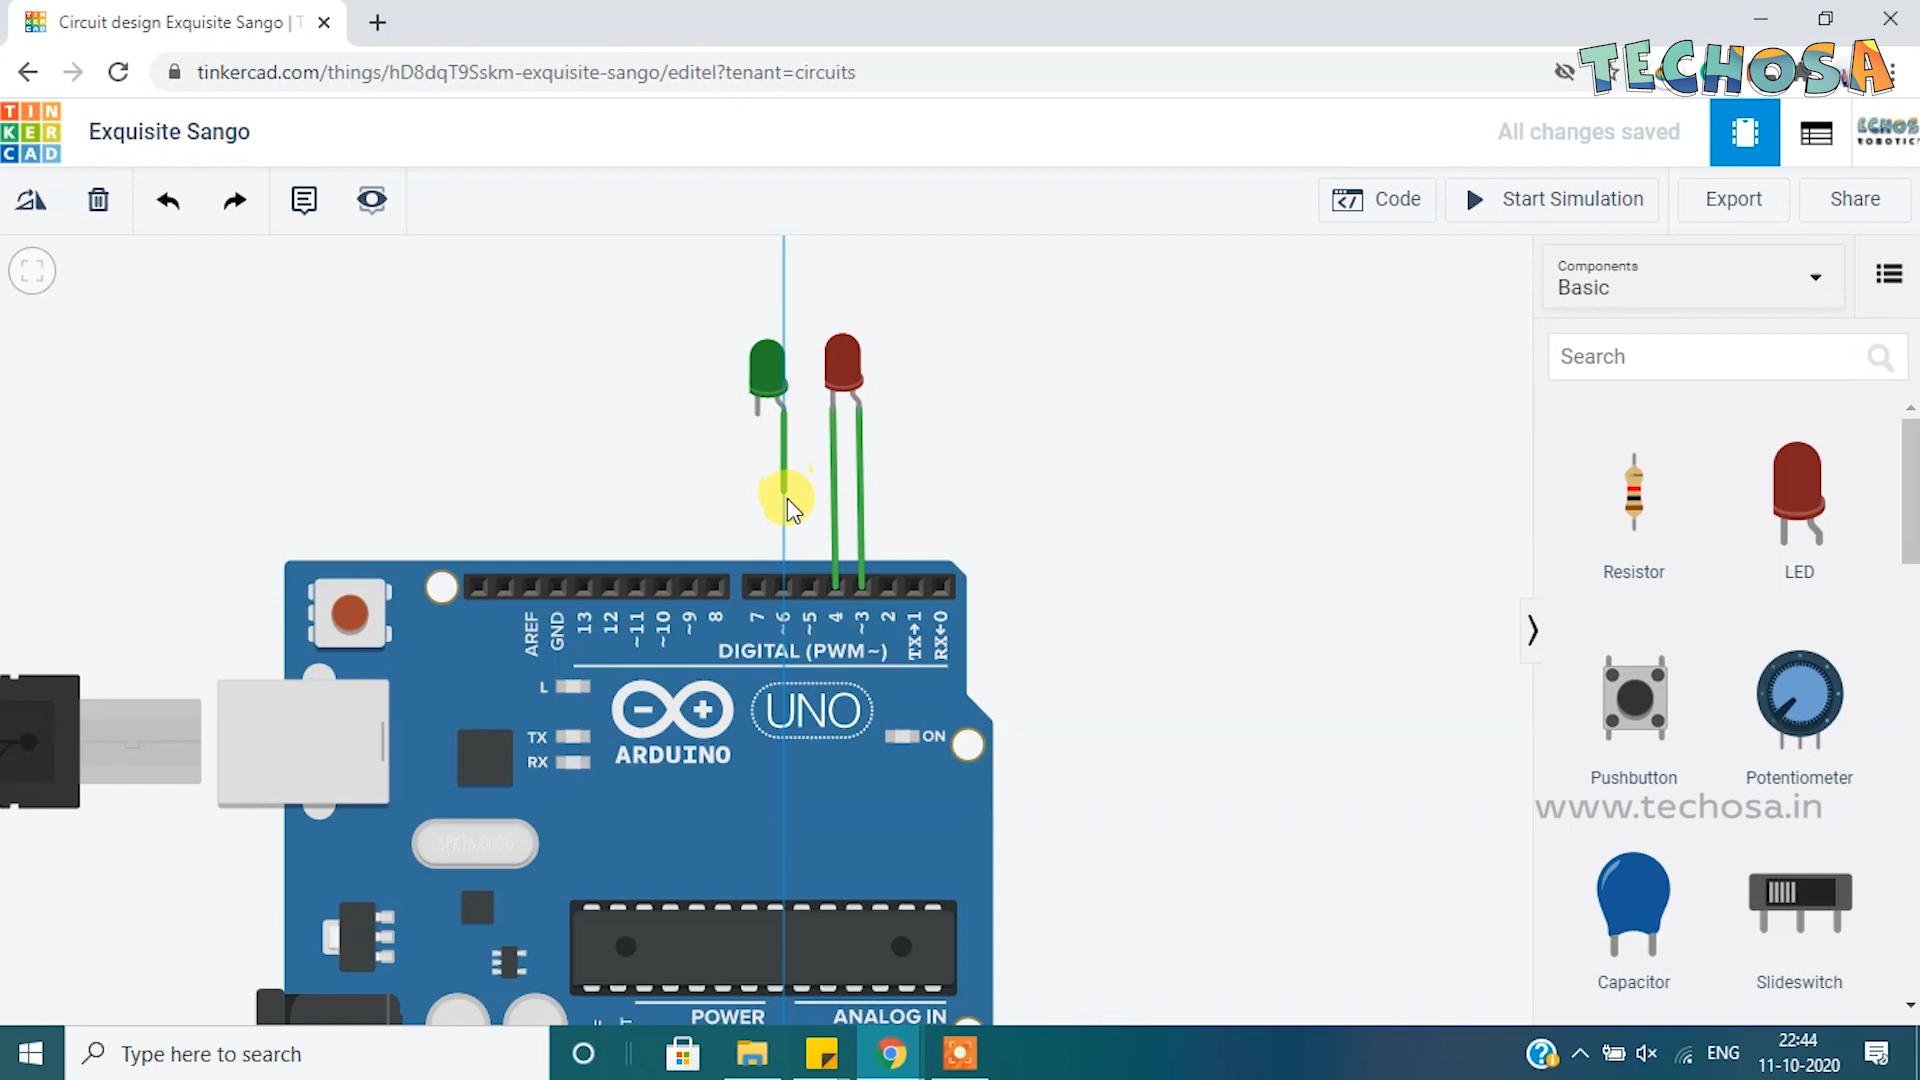 Circuit design Exquisite Sango | T
tinkercad.com/things/hD8dqT9Sskm-exquisite-sango/editel?tenant=circuits
TECHOSA
TIN
KER
CAD
Exquisite Sango
All changes saved
ECHOS
ROBOTIC
Code
Start Simulation
Export
Share
Components
Basic
Search
Resistor
LED
Pushbutton
Potentiometer
www.techosa.in
Capacitor
Slideswitch
AREF
GND
13
12
~11
~10
~9
8
7
~6
~5
4
~3
2
TX→1
RX←0
DIGITAL (PWM~)
L
TX
RX
ARDUINO
UNO
ON
SPK16.000G
POWER
ANALOG IN
Type here to search
ENG
22:44
11-10-2020